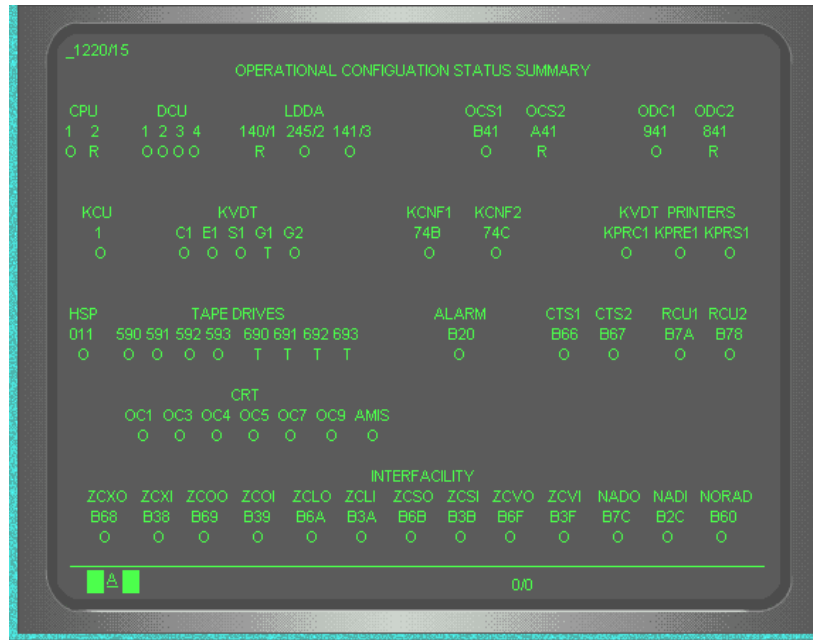 _1220/15
OPERATIONAL CONFIGUATION STATUS SUMMARY
CPU DCU LDDA OCS1 OCS2 ODC1 ODC2
1 2 1 2 3 4 140/1 245/2 141/3 B41 A41 941 841
O R O O O O R O O O R O R
KCU KVDT KCNF1 KCNF2 KVDT PRINTERS
1 C1 E1 S1 G1 G2 74B 74C KPRC1 KPRE1 KPRS1
O O O O T O O O O O O
HSP TAPE DRIVES ALARM CTS1 CTS2 RCU1 RCU2
011 590 591 592 593 690 691 692 693 B20 B66 B67 B7A B78
O O O O O T T T T O O O O O
CRT
OC1 OC3 OC4 OC5 OC7 OC9 AMIS
O O O O O O O
INTERFACILITY
ZCXO ZCXI ZCOO ZCOI ZCLO ZCLI ZCSO ZCSI ZCVO ZCVI NADO NADI NORAD
B68 B38 B69 B39 B6A B3A B6B B3B B6F B3F B7C B2C B60
O O O O O O O O O O O O O
A 0/0